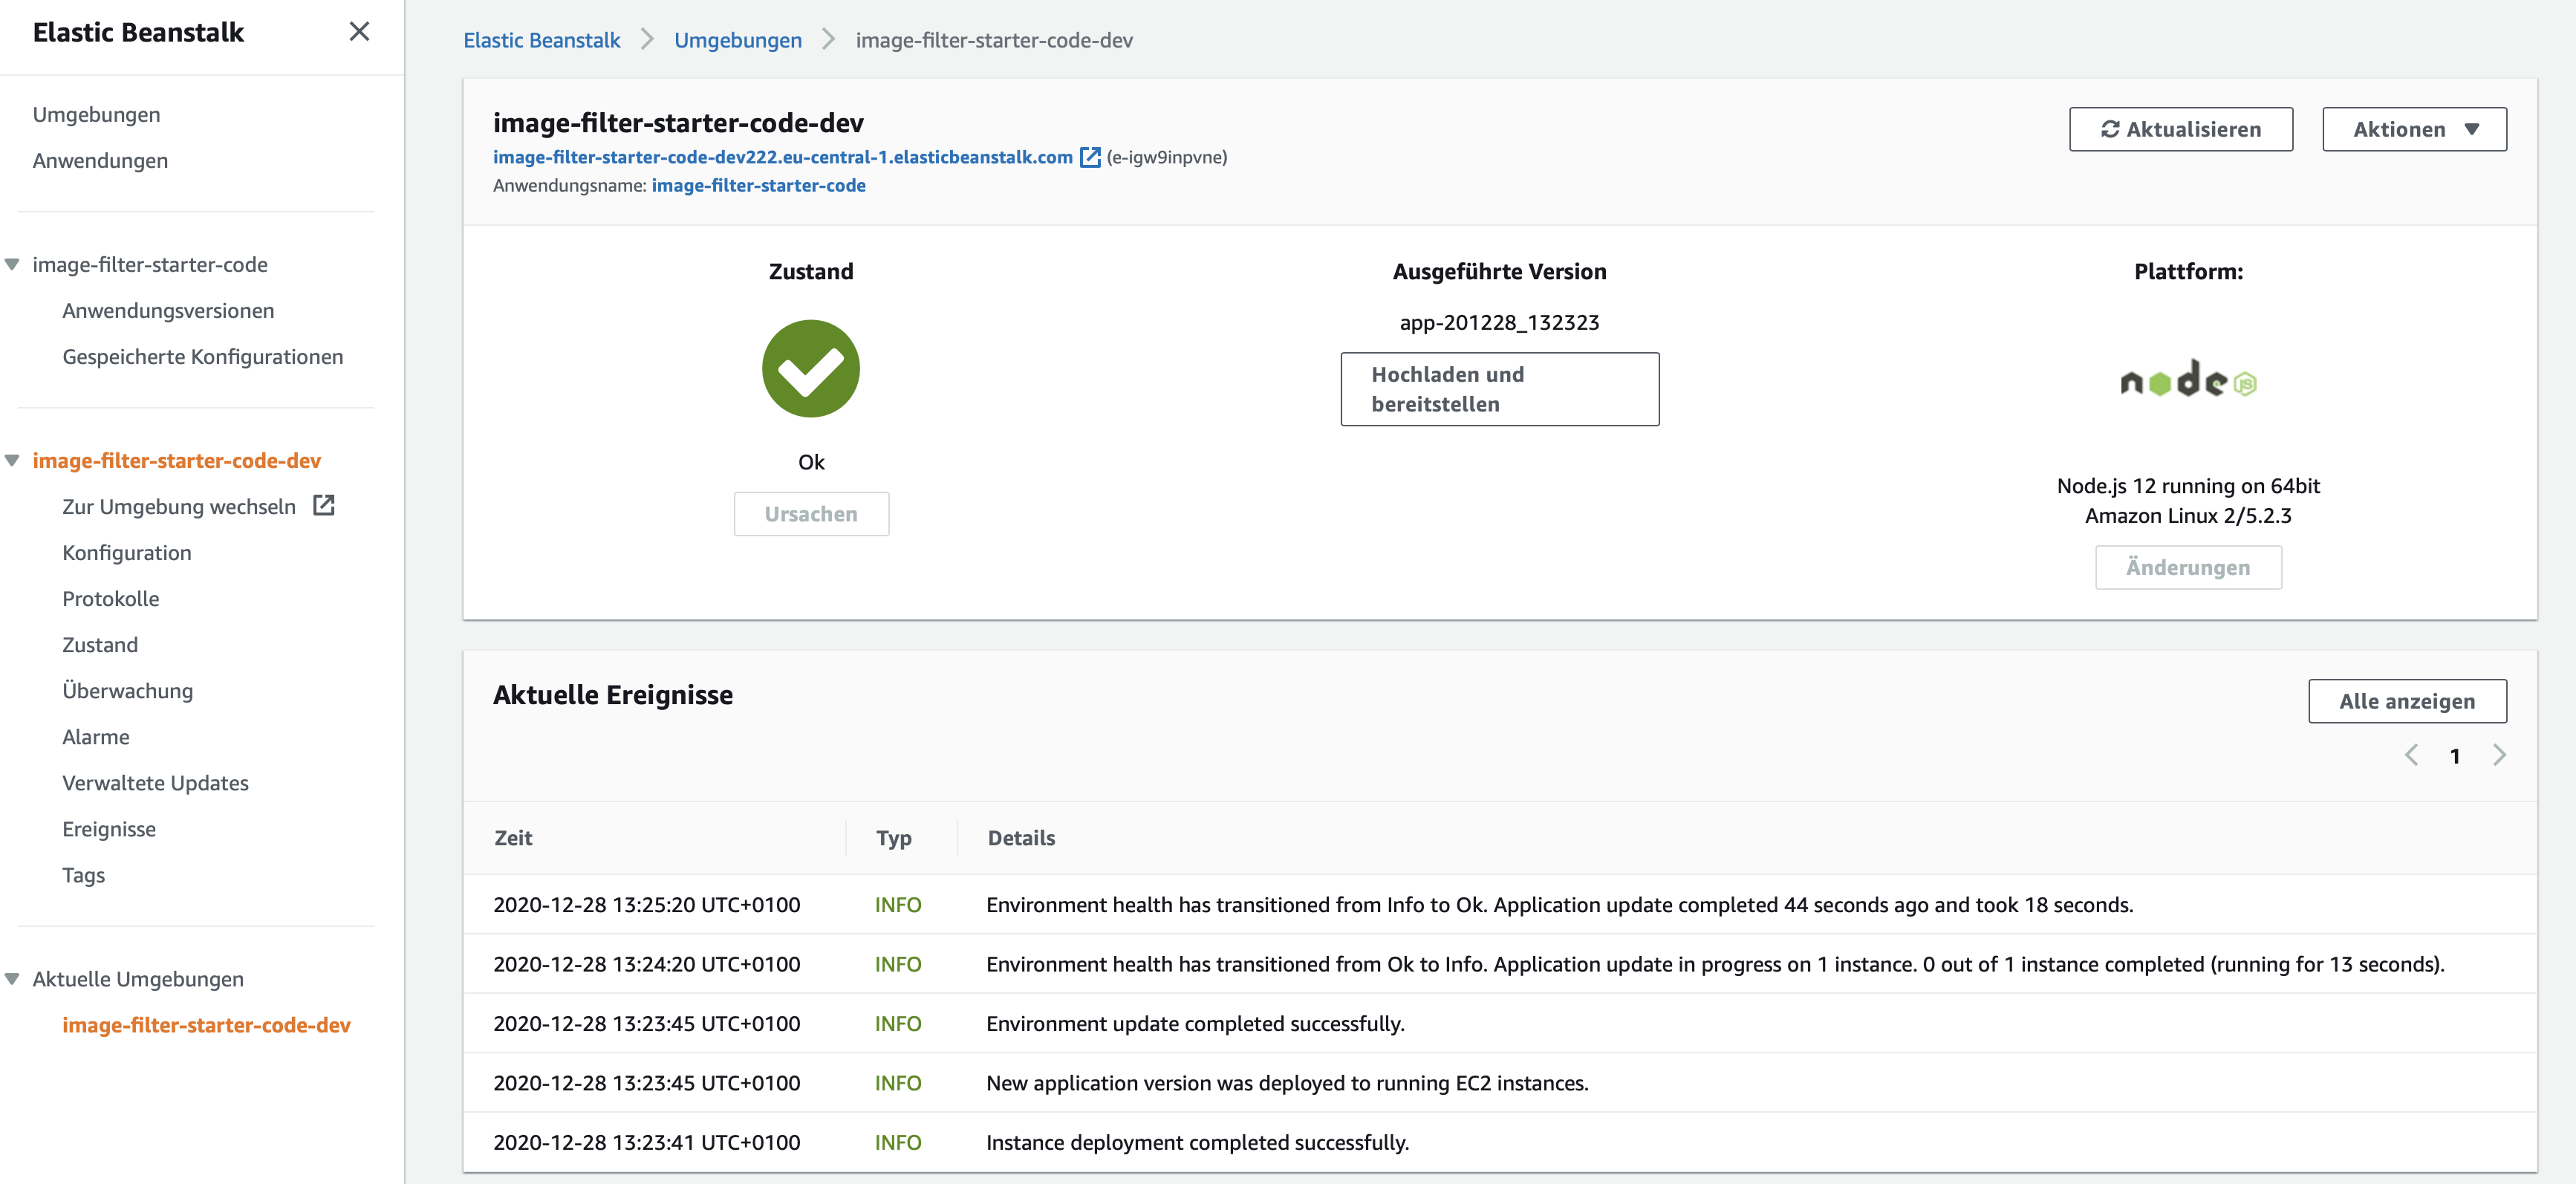 Elastic Beanstalk
Umgebungen
Anwendungen
image-filter-starter-code
Anwendungsversionen
Gespeicherte Konfigurationen
image-filter-starter-code-dev
Zur Umgebung wechseln
Konfiguration
Protokolle
Zustand
Überwachung
Alarme
Verwaltete Updates
Ereignisse
Tags
Aktuelle Umgebungen
image-filter-starter-code-dev
Elastic Beanstalk Umgebungen image-filter-starter-code-dev
image-filter-starter-code-dev
image-filter-starter-code-dev222.eu-central-1.elasticbeanstalk.com (e-igw9inpvne)
Anwendungsname: image-filter-starter-code
Aktualisieren
Aktionen
Zustand
Ok
Ursachen
Ausgeführte Version
app-201228_132323
Hochladen und
bereitstellen
Plattform:
node JS
Node.js 12 running on 64bit
Amazon Linux 2/5.2.3
Änderungen
Aktuelle Ereignisse
Alle anzeigen
1
Zeit Typ Details
2020-12-28 13:25:20 UTC+0100 INFO Environment health has transitioned from Info to Ok. Application update completed 44 seconds ago and took 18 seconds.
2020-12-28 13:24:20 UTC+0100 INFO Environment health has transitioned from Ok to Info. Application update in progress on 1 instance. 0 out of 1 instance completed (running for 13 seconds).
2020-12-28 13:23:45 UTC+0100 INFO Environment update completed successfully.
2020-12-28 13:23:45 UTC+0100 INFO New application version was deployed to running EC2 instances.
2020-12-28 13:23:41 UTC+0100 INFO Instance deployment completed successfully.